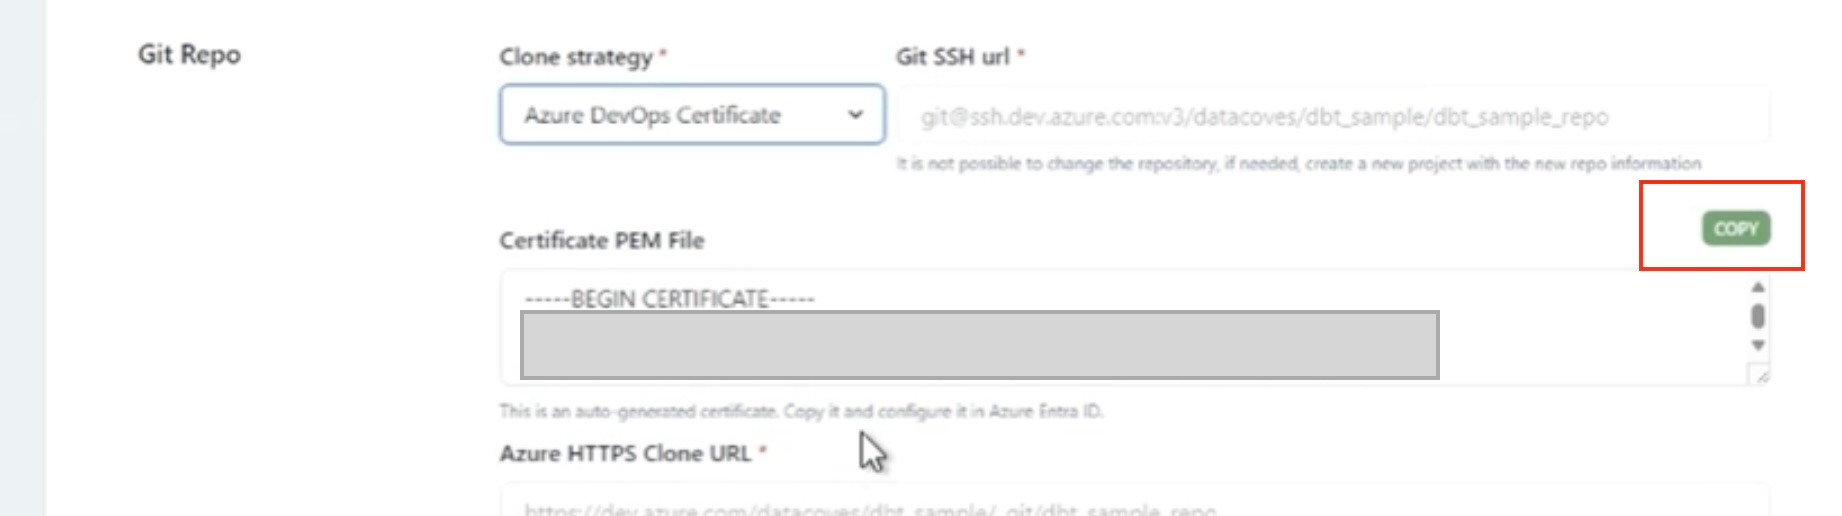 Git Repo
Clone strategy *
Git SSH url *
Azure DevOps Certificate
git@ssh.dev.azure.com:v3/datacoves/dbt_sample/dbt_sample_repo
It is not possible to change the repository, if needed, create a new project with the new repo information
COPY
Certificate PEM File
-----BEGIN CERTIFICATE-----
This is an auto-generated certificate. Copy it and configure it in Azure Entra ID.
Azure HTTPS Clone URL *
https://dev.azure.com/datacoves/dbt_sample/_git/dbt_sample_repo